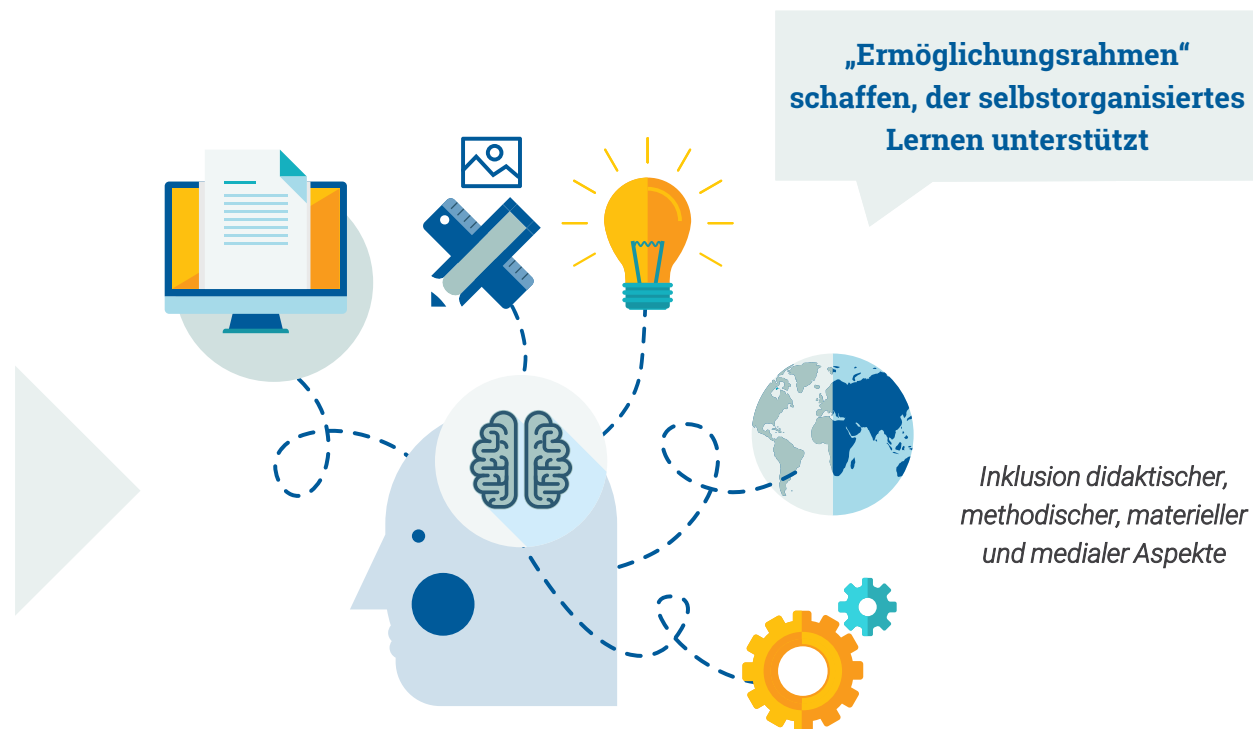 „Ermöglichungsrahmen“
schaffen, der selbstorganisiertes
Lernen unterstützt
Inklusion didaktischer,
methodischer, materieller
und medialer Aspekte